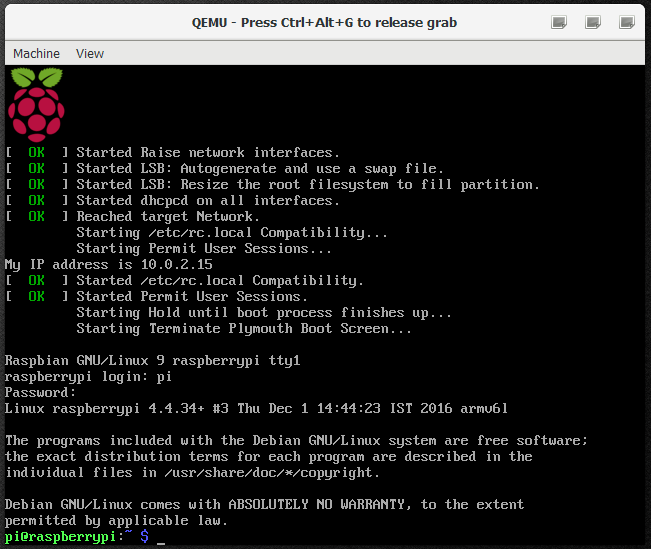 QEMU - Press Ctrl+Alt+G to release grab
Machine View
[  OK  ] Started Raise network interfaces.
[  OK  ] Started LSB: Autogenerate and use a swap file.
[  OK  ] Started LSB: Resize the root filesystem to fill partition.
[  OK  ] Started dhcpcd on all interfaces.
[  OK  ] Reached target Network.
         Starting /etc/rc.local Compatibility...
         Starting Permit User Sessions...
My IP address is 10.0.2.15
[  OK  ] Started /etc/rc.local Compatibility.
[  OK  ] Started Permit User Sessions.
         Starting Hold until boot process finishes up...
         Starting Terminate Plymouth Boot Screen...
Raspbian GNU/Linux 9 raspberrypi tty1
raspberrypi login: pi
Password:
Linux raspberrypi 4.4.34+ #3 Thu Dec 1 14:44:23 IST 2016 armv6l
The programs included with the Debian GNU/Linux system are free software;
the exact distribution terms for each program are described in the
individual files in /usr/share/doc/*/copyright.
Debian GNU/Linux comes with ABSOLUTELY NO WARRANTY, to the extent
permitted by applicable law.
pi@raspberrypi:~ $ _